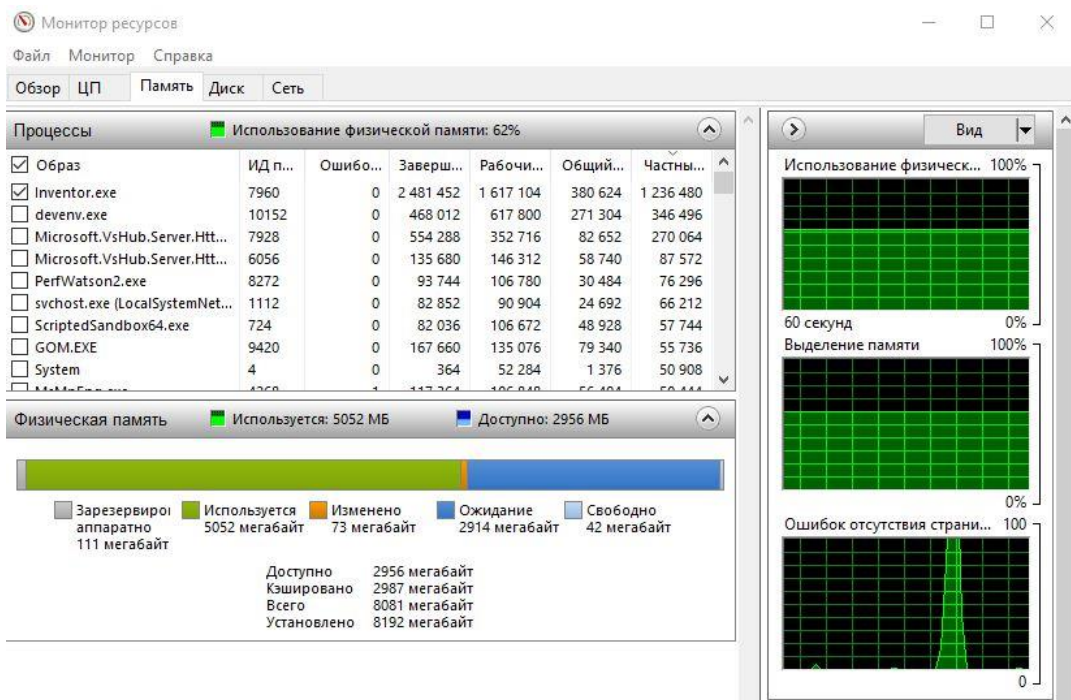 Монитор ресурсов
Файл Монитор Справка
Обзор ЦП Память Диск Сеть
Процессы Использование физической памяти: 62%
Образ ИД п... Ошибо... Заверш... Рабочи... Общий... Частны...
Inventor.exe 7960 0 2 481 452 1 617 104 380 624 1 236 480
devenv.exe 10152 0 468 012 617 800 271 304 346 496
Microsoft.VsHub.Server.Htt... 7928 0 554 288 352 716 82 652 270 064
Microsoft.VsHub.Server.Htt... 6056 0 135 680 146 312 58 740 87 572
PerfWatson2.exe 8272 0 93 744 106 780 30 484 76 296
svchost.exe (LocalSystemNet... 1112 0 82 852 90 904 24 692 66 212
ScriptedSandbox64.exe 724 0 82 036 106 672 48 928 57 744
GOM.EXE 9420 0 167 660 135 076 79 340 55 736
System 4 0 364 52 284 1 376 50 908
Физическая память Используется: 5052 МБ Доступно: 2956 МБ
Зарезервиро Используется Изменено Ожидание Свободно
аппаратно 5052 мегабайт 73 мегабайт 2914 мегабайт 42 мегабайт
111 мегабайт
Доступно 2956 мегабайт
Кэшировано 2987 мегабайт
Всего 8081 мегабайт
Установлено 8192 мегабайт
Вид
Использование физическ... 100%
60 секунд 0%
Выделение памяти 100%
0%
Ошибок отсутствия страни... 100
0